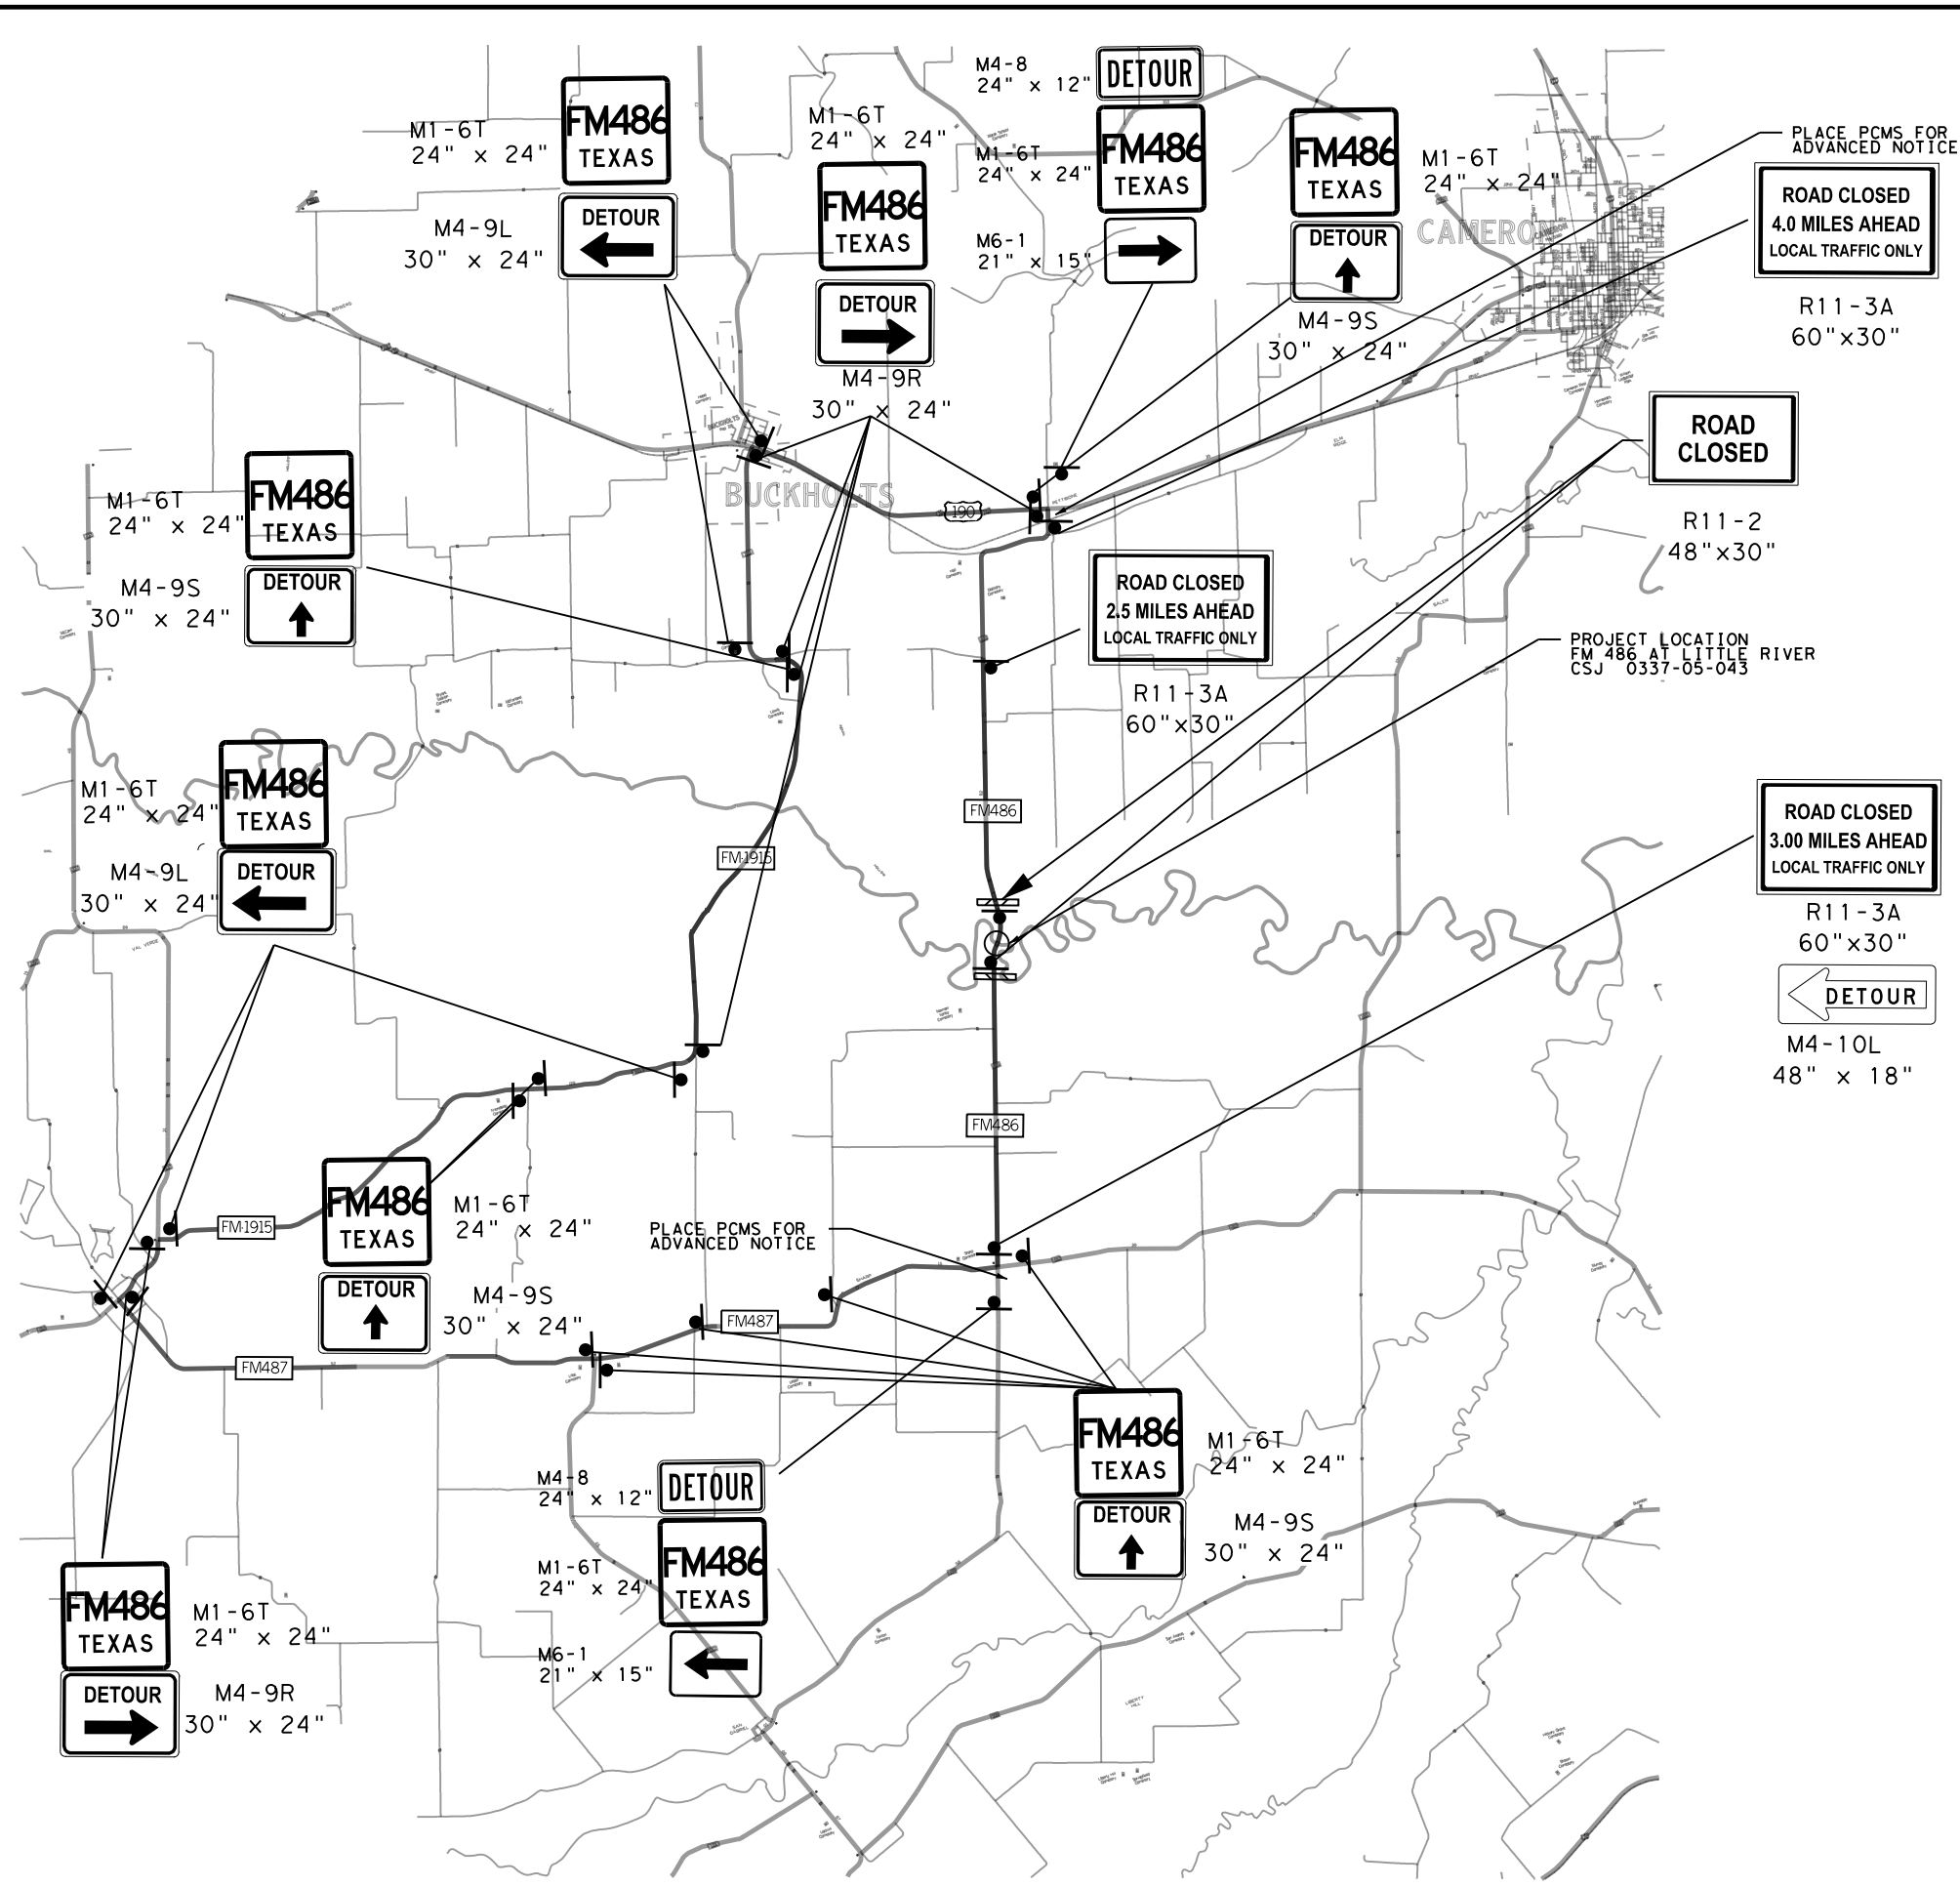 M4-8
24" x 12"
DETOUR
M1-6T
24" x 24"
FM486
TEXAS
M6-1
21" x 15"
M1-6T
24" x 24"
FM486
TEXAS
M4-9L
30" x 24"
DETOUR
M1-6T
24" x 24"
FM486
TEXAS
DETOUR
M4-9R
30" x 24"
FM486
TEXAS
M1-6T
24" x 24"
DETOUR
M4-9S
30" x 24"
CAMERON
PLACE PCMS FOR
ADVANCED NOTICE
ROAD CLOSED
4.0 MILES AHEAD
LOCAL TRAFFIC ONLY
R11-3A
60"x30"
ROAD
CLOSED
R11-2
48"x30"
BUCKHOLTS
190
M1-6T
24" x 24"
FM486
TEXAS
M4-9S
30" x 24"
DETOUR
ROAD CLOSED
2.5 MILES AHEAD
LOCAL TRAFFIC ONLY
R11-3A
60"x30"
PROJECT LOCATION
FM 486 AT LITTLE RIVER
CSJ 0337-05-043
M1-6T
24" x 24"
FM486
TEXAS
M4-9L
30" x 24"
DETOUR
FM486
FM1915
ROAD CLOSED
3.00 MILES AHEAD
LOCAL TRAFFIC ONLY
R11-3A
60"x30"
DETOUR
M4-10L
48" x 18"
FM486
FM1915
FM486
TEXAS
M1-6T
24" x 24"
DETOUR
M4-9S
30" x 24"
PLACE PCMS FOR
ADVANCED NOTICE
FM487
FM487
FM486
TEXAS
M1-6T
24" x 24"
DETOUR
M4-9S
30" x 24"
M4-8
24" x 12"
DETOUR
M1-6T
24" x 24"
FM486
TEXAS
M6-1
21" x 15"
FM486
TEXAS
M1-6T
24" x 24"
DETOUR
M4-9R
30" x 24"
LIBERTY
HILL
SAN
GABRIEL
ELM
RIDGE
VAL VERDE